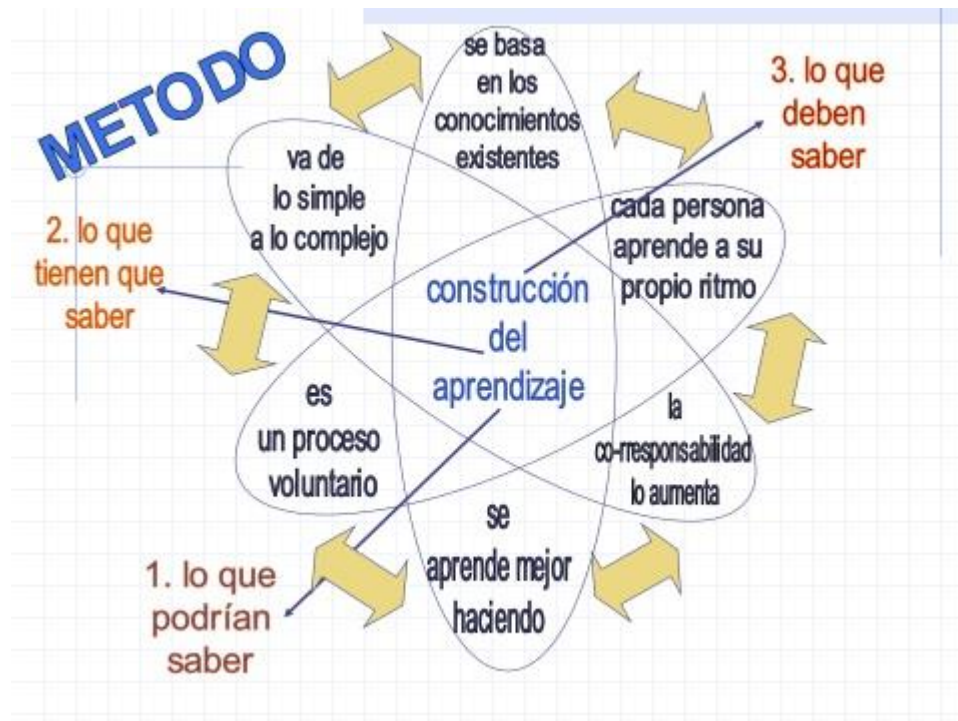 METODO
se basa
en los
conocimientos
existentes
3. lo que
deben
saber
va de
lo simple
a lo complejo
cada persona
aprende a su
propio ritmo
2. lo que
tienen que
saber
construcción
del
aprendizaje
es
un proceso
voluntario
la
co-rresponsabilidad
lo aumenta
se
aprende mejor
haciendo
1. lo que
podrían
saber